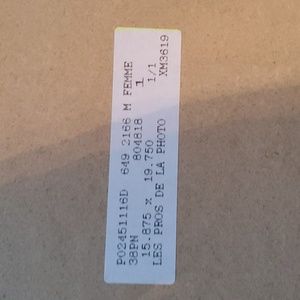 P02451116D 649 2166 M FEMME
38PN 804818 1
15.875 x 19.750 1/1
LES PROS DE LA PHOTO XM3619